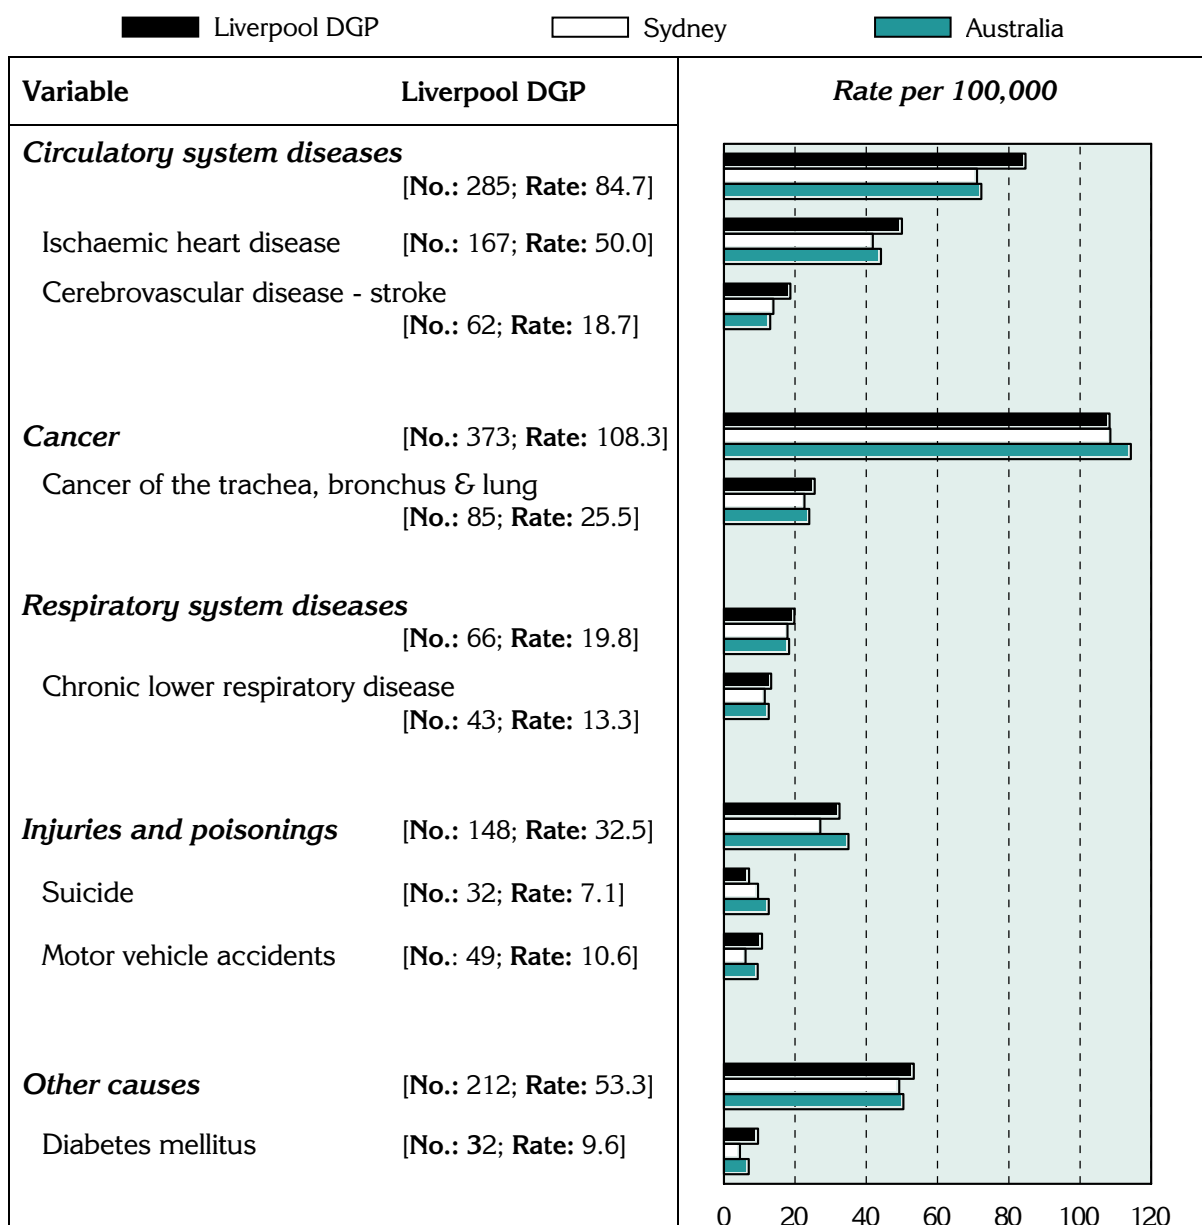 Liverpool DGP Sydney Australia
Variable Liverpool DGP Rate per 100,000
Circulatory system diseases
[No.: 285; Rate: 84.7]
Ischaemic heart disease [No.: 167; Rate: 50.0]
Cerebrovascular disease - stroke
[No.: 62; Rate: 18.7]
Cancer [No.: 373; Rate: 108.3]
Cancer of the trachea, bronchus & lung
[No.: 85; Rate: 25.5]
Respiratory system diseases
[No.: 66; Rate: 19.8]
Chronic lower respiratory disease
[No.: 43; Rate: 13.3]
Injuries and poisonings [No.: 148; Rate: 32.5]
Suicide [No.: 32; Rate: 7.1]
Motor vehicle accidents [No.: 49; Rate: 10.6]
Other causes [No.: 212; Rate: 53.3]
Diabetes mellitus [No.: 32; Rate: 9.6]
0 20 40 60 80 100 120